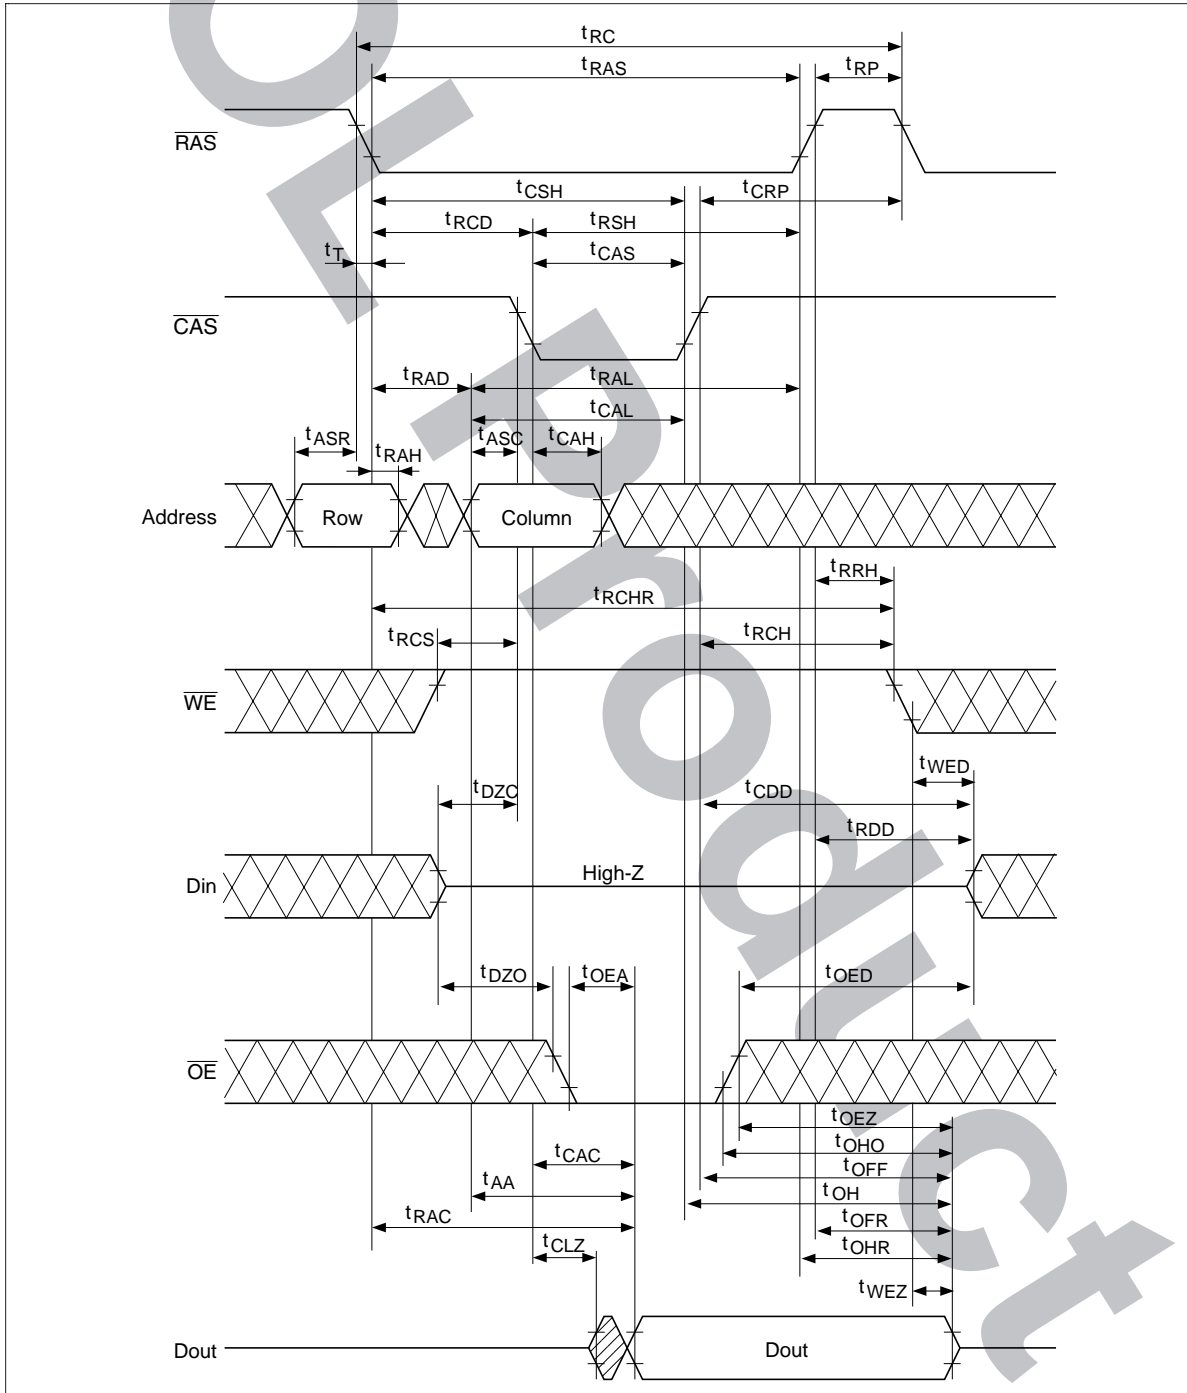 tRC
tRAS tRP
RAS
tCSH tCRP
tRCD tRSH
tT tCAS
CAS
tRAD tRAL
tCAL
tASR tASC tCAH
tRAH
Address Row Column
tRRH
tRCHR
tRCS tRCH
WE
tWED
tDZC tCDD
tRDD
Din High-Z
tDZO tOEA tOED
OE
tOEZ
tCAC tOHO
tAA tOFF
tOH
tRAC tOFR
tCLZ tOHR
tWEZ
Dout Dout
OL Product